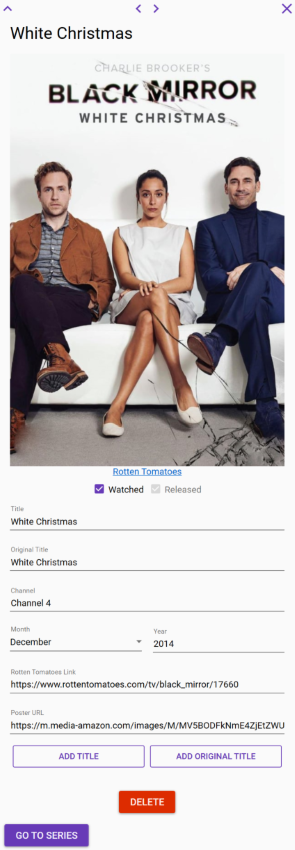 White Christmas
CHARLIE BROOKER'S
BLACK MIRROR
WHITE CHRISTMAS
Rotten Tomatoes
Watched Released
Title
White Christmas
Original Title
White Christmas
Channel
Channel 4
Month Year
December 2014
Rotten Tomatoes Link
https://www.rottentomatoes.com/tv/black_mirror/17660
Poster URL
https://m.media-amazon.com/images/M/MV5BODFkNmE4ZjEtZWU
ADD TITLE ADD ORIGINAL TITLE
DELETE
GO TO SERIES